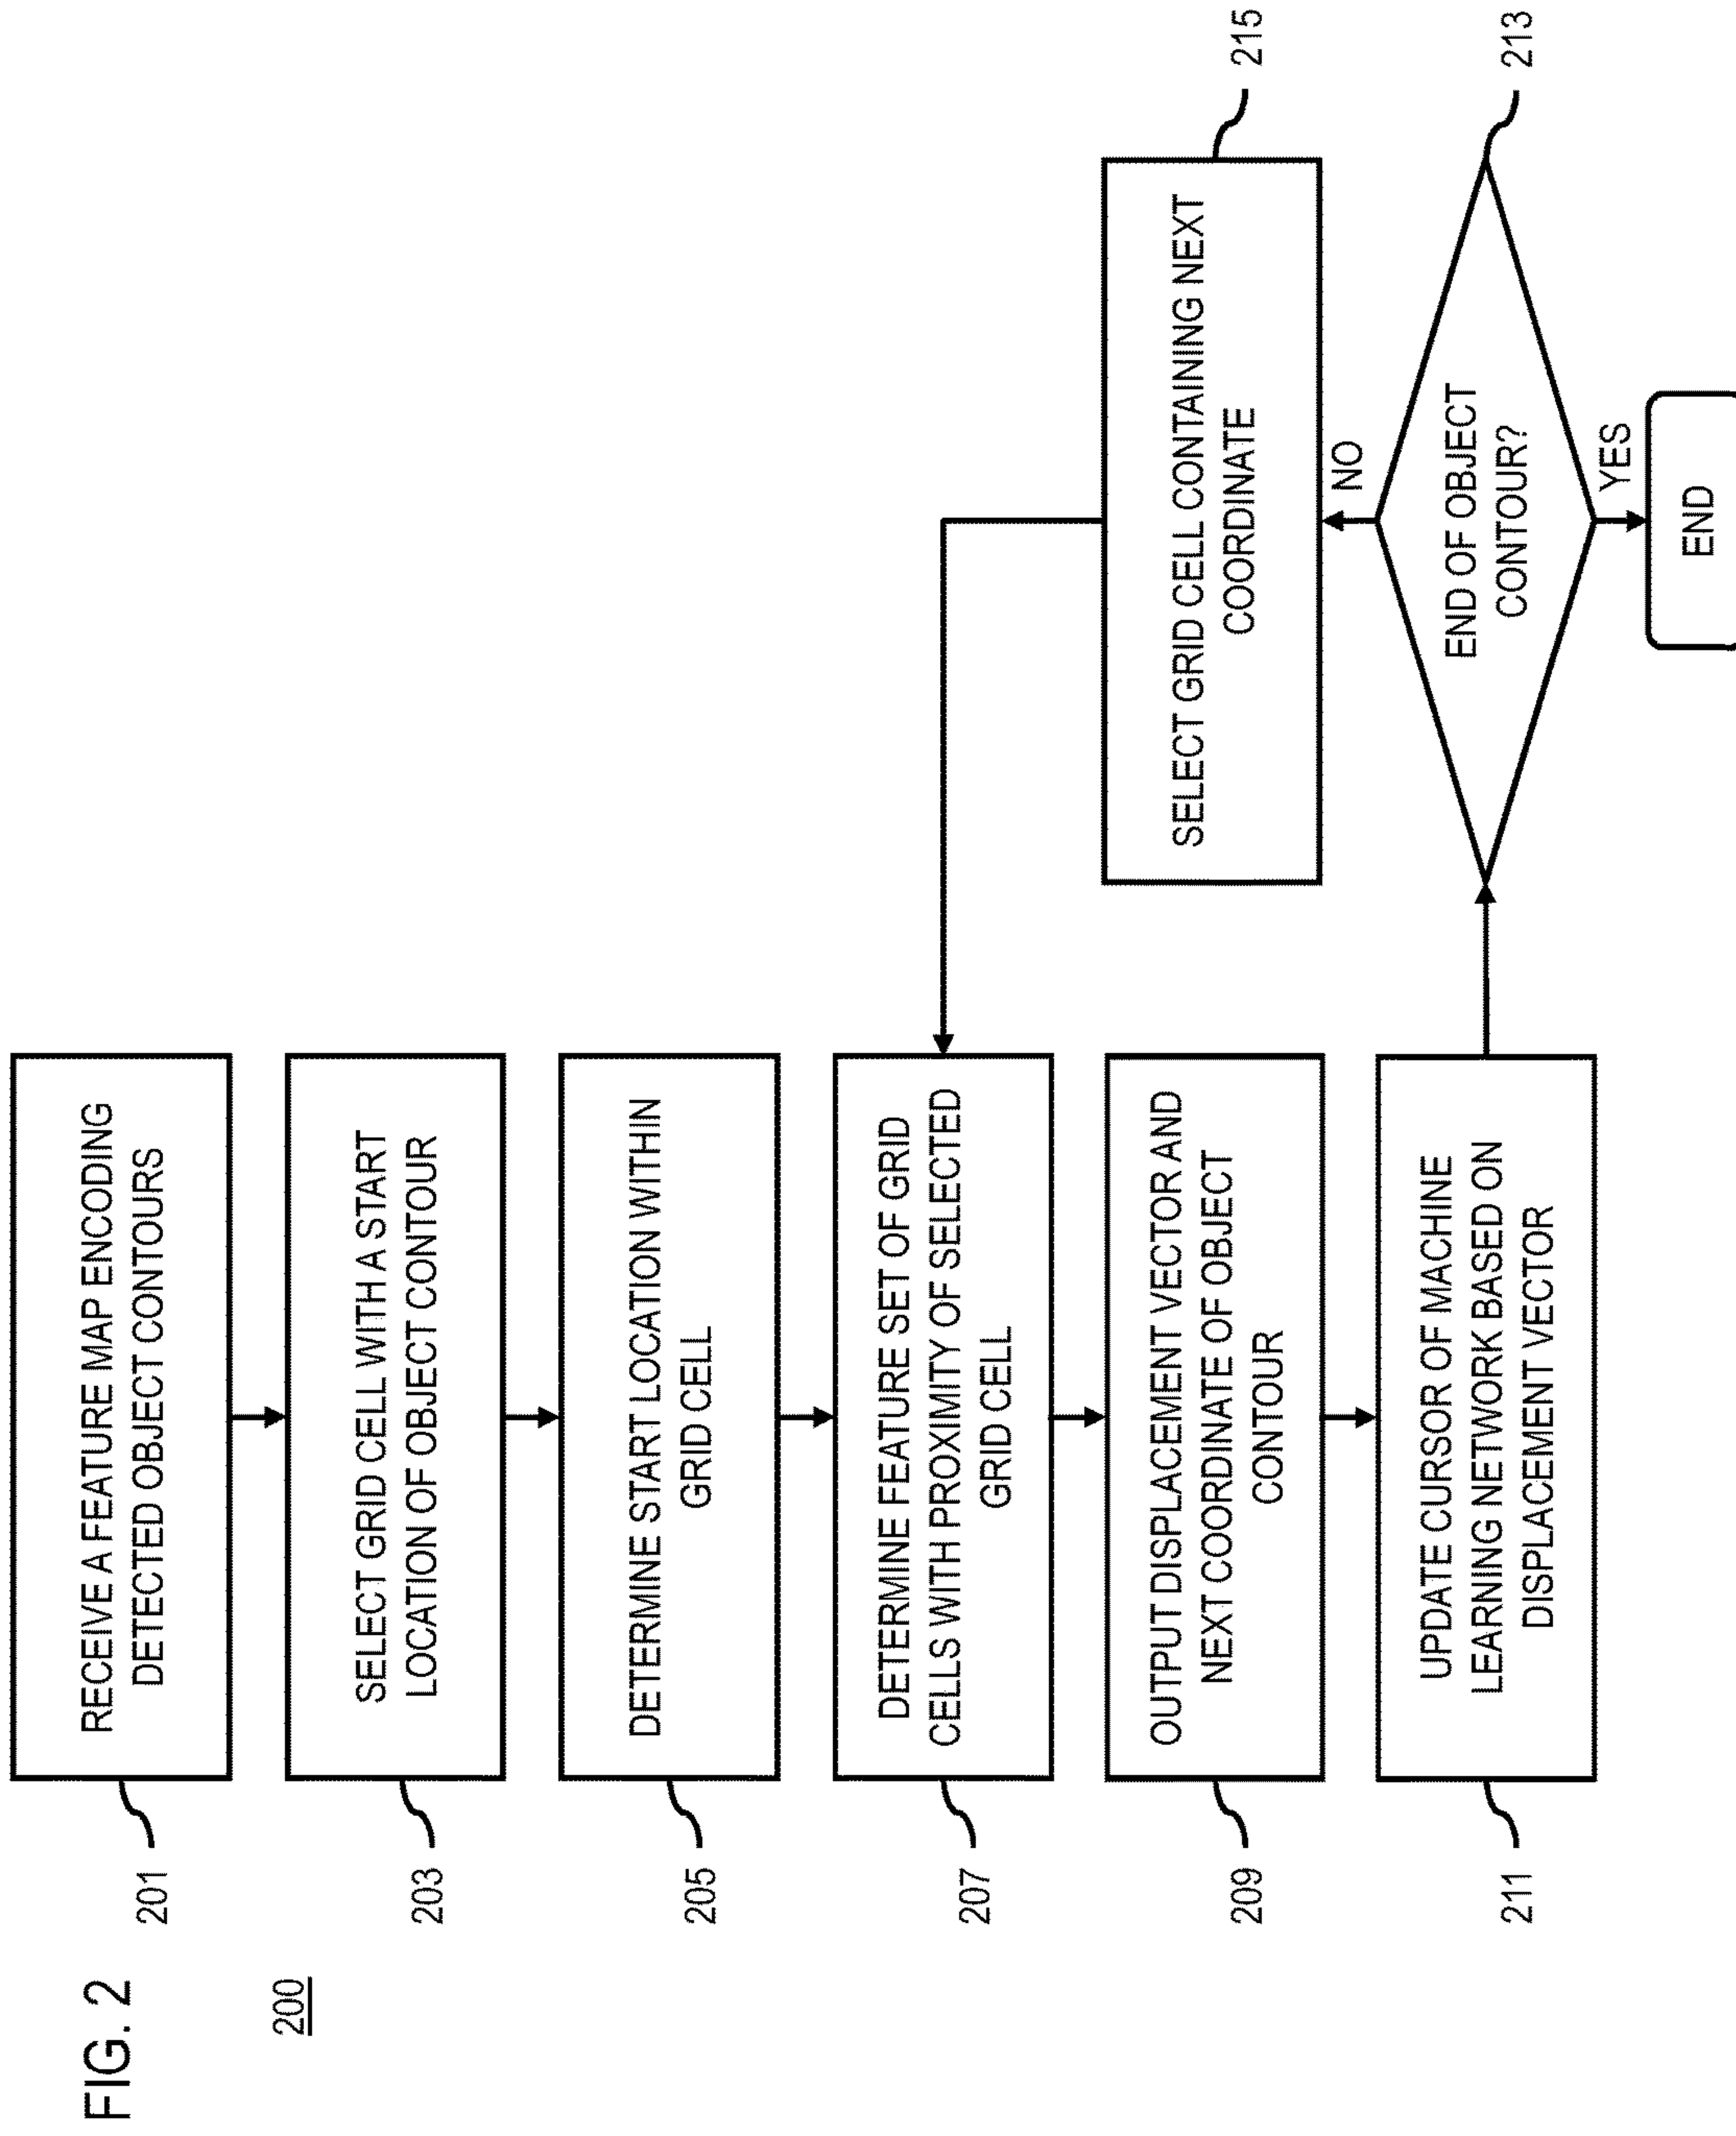 FIG. 2
200
201
RECEIVE A FEATURE MAP ENCODING
DETECTED OBJECT CONTOURS
203
SELECT GRID CELL WITH A START
LOCATION OF OBJECT CONTOUR
205
DETERMINE START LOCATION WITHIN
GRID CELL
207
DETERMINE FEATURE SET OF GRID
CELLS WITH PROXIMITY OF SELECTED
GRID CELL
209
OUTPUT DISPLACEMENT VECTOR AND
NEXT COORDINATE OF OBJECT
CONTOUR
211
UPDATE CURSOR OF MACHINE
LEARNING NETWORK BASED ON
DISPLACEMENT VECTOR
215
SELECT GRID CELL CONTAINING NEXT
COORDINATE
NO
213
END OF OBJECT
CONTOUR?
YES
END